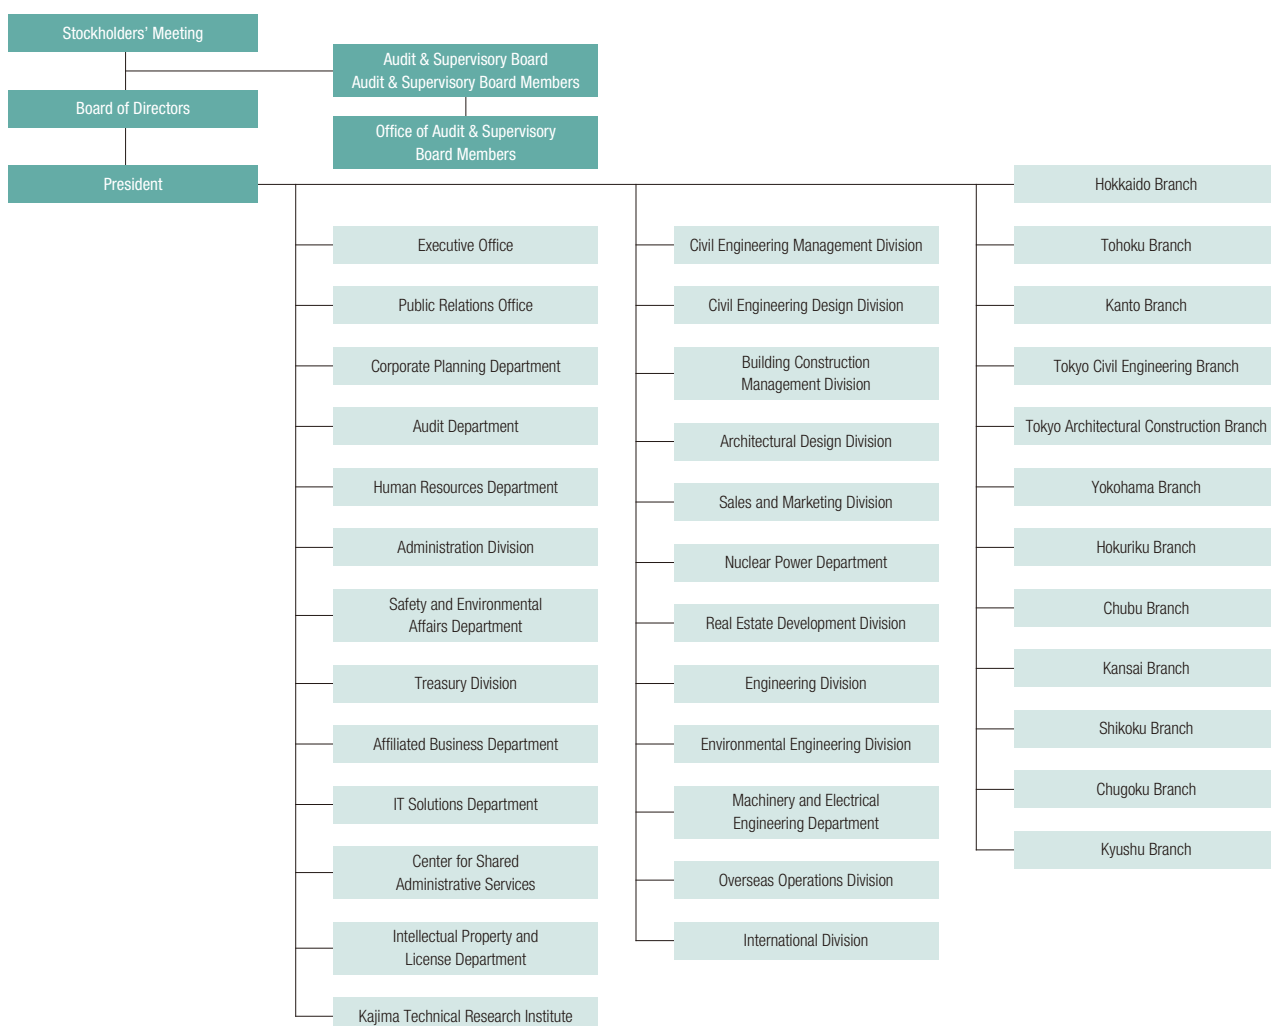 Stockholders' Meeting
Audit & Supervisory Board
Audit & Supervisory Board Members
Board of Directors
Office of Audit & Supervisory
Board Members
President
Executive Office
Public Relations Office
Corporate Planning Department
Audit Department
Human Resources Department
Administration Division
Safety and Environmental
Affairs Department
Treasury Division
Affiliated Business Department
IT Solutions Department
Center for Shared
Administrative Services
Intellectual Property and
License Department
Kajima Technical Research Institute
Civil Engineering Management Division
Civil Engineering Design Division
Building Construction
Management Division
Architectural Design Division
Sales and Marketing Division
Nuclear Power Department
Real Estate Development Division
Engineering Division
Environmental Engineering Division
Machinery and Electrical
Engineering Department
Overseas Operations Division
International Division
Hokkaido Branch
Tohoku Branch
Kanto Branch
Tokyo Civil Engineering Branch
Tokyo Architectural Construction Branch
Yokohama Branch
Hokuriku Branch
Chubu Branch
Kansai Branch
Shikoku Branch
Chugoku Branch
Kyushu Branch